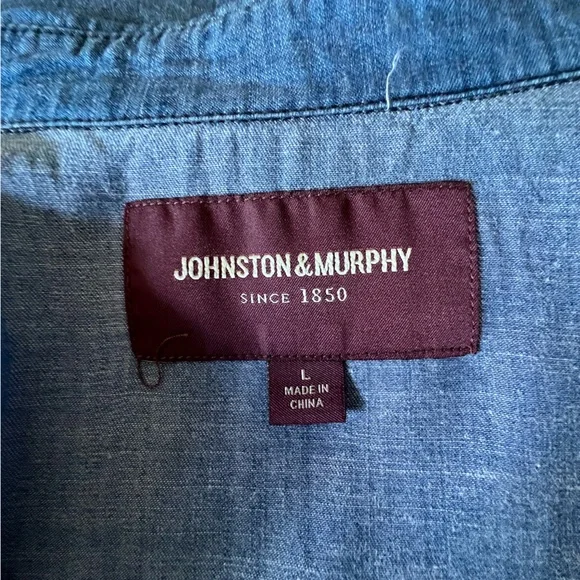 JOHNSTON & MURPHY
SINCE 1850
L
MADE IN
CHINA